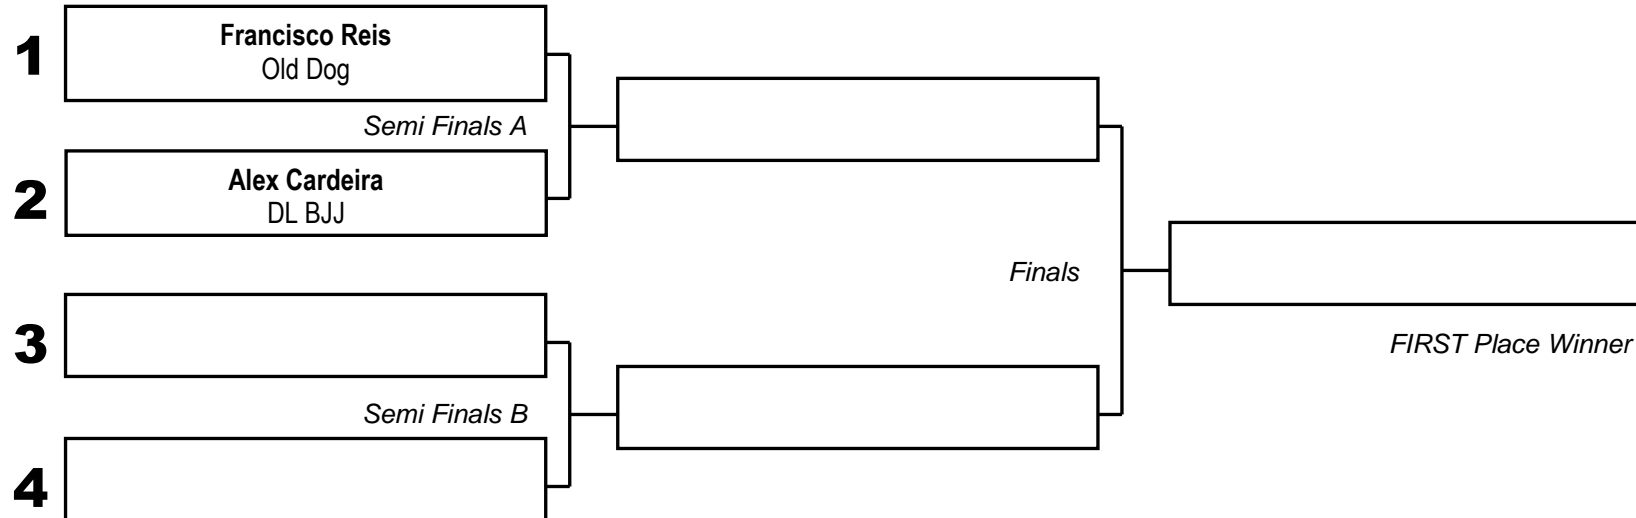 1
Francisco Reis
Old Dog
Semi Finals A
2
Alex Cardeira
DL BJJ
Finals
FIRST Place Winner
3
Semi Finals B
4